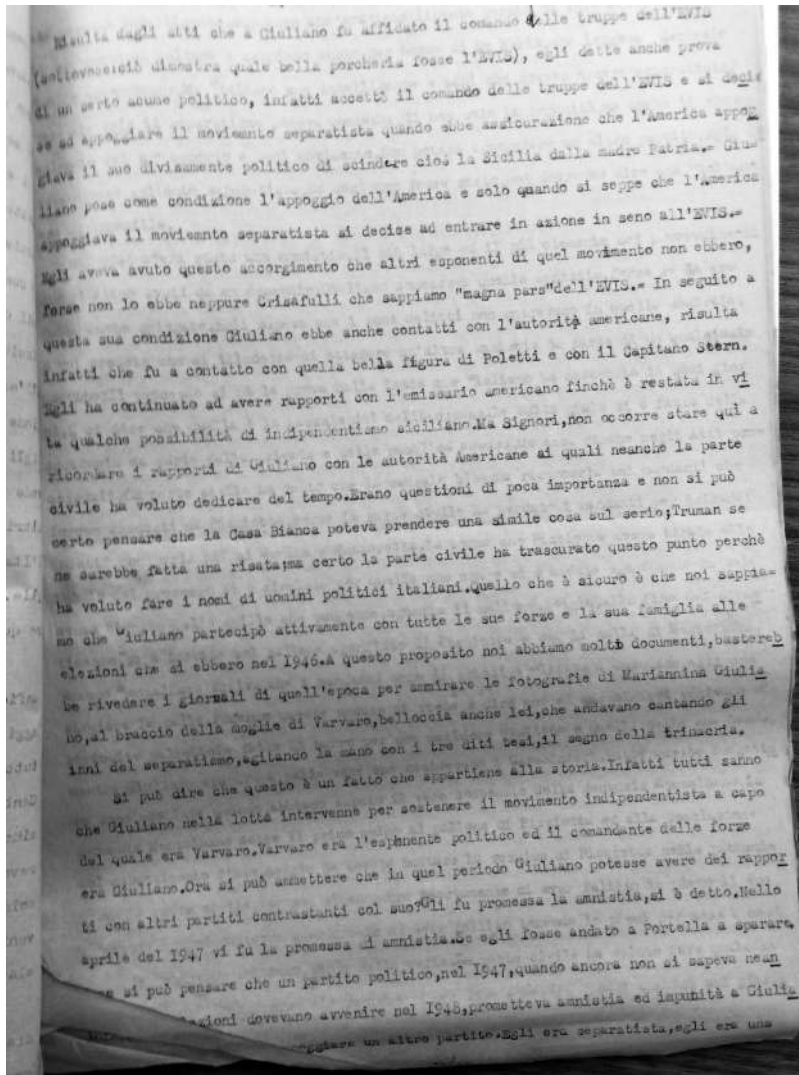 Risulta dagli atti che a Giuliano fu affidato il comando delle truppe dell'EVIS
(sottovoce:ciò dimostra quale bella porcheria fosse l'EVIS), egli dette anche prova
di un certo acume politico, infatti accettò il comando delle truppe dell'EVIS e si deci
se ad appoggiare il moviemnto separatista quando ebbe assicurazione che l'America appog
giava il suo divisamente politico di scindere cioè la Sicilia dalla madre Patria.= Giu=
liano pose come condizione l'appoggio dell'America e solo quando si seppe che l'America
appoggiava il moviemnto separatista si decise ad entrare in azione in seno all'EVIS.=
Egli aveva avuto questo accorgimento che altri esponenti di quel movimento non ebbero,
forse non lo ebbe neppure Crisafulli che sappiamo "magna pars"dell'EVIS.= In seguito a
questa sua condizione Giuliano ebbe anche contatti con l'autorità americane, risulta
infatti che fu a contatto con quella bella figura di Poletti e con il Capitano Stern.
Egli ha continuato ad avere rapporti con l'emissario americano finchè è restata in vi
ta qualche possibilità di indipendentismo siciliano.Ma Signori,non occorre stare quì a
ricordare i rapporti di Giuliano con le autorità Americane ai quali neanche la parte
civile ha voluto dedicare del tempo.Erano questioni di poca importanza e non si può
certo pensare che la Casa Bianca poteva prendere una simile cosa sul serio;Truman se
ne sarebbe fatta una risata;ma certo la parte civile ha trascurato questo punto perchè
ha voluto fare i nomi di uomini politici italiani.Quello che è sicuro è che noi sappia=
mo che Giuliano partecipò attivamente con tutte le sue forze e la sua famiglia alle
elezioni che si ebbero nel I946.A questo proposito noi abbiamo molti documenti,bastereb
be rivedere i giornali di quell'epoca per ammirare le fotografie di Mariannina Giulia
no,al braccio della moglie di Varvaro,belloccia anche lei,che andavano cantando gli
inni del separatismo,agitando la mano con i tre diti tesi,il segno della trinacria.
Si può dire che questo è un fatto che appartiene alla storia.Infatti tutti sanno
che Giuliano nella lotta intervenne per sostenere il movimento indipendentista a capo
del quale era Varvaro.Varvaro era l'esponente politico ed il comandante delle forze
era Giuliano.Ora si può ammettere che in quel periodo Giuliano potesse avere dei rappor
ti con altri partiti contrastanti col suo?Gli fu promessa la amnistia,si è detto.Nello
aprile del I947 vi fu la promessa di amnistia.Se egli fosse andato a Portella a sparare,
si può pensare che un partito politico,nel I947,quando ancora non si sapeva nean
dovevano avvenire nel I948,prometteva amnistia ed impunità a Giulia
un altro partito.Egli era separatista,egli era una